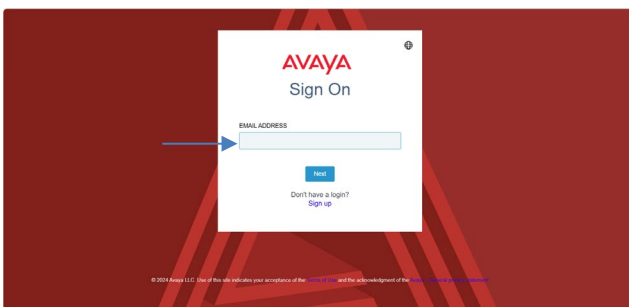 AVAYA
Sign On
EMAIL ADDRESS
Next
Don't have a login?
Sign up
© 2024 Avaya LLC. Use of this site indicates your acceptance of the Terms of Use and the acknowledgment of the